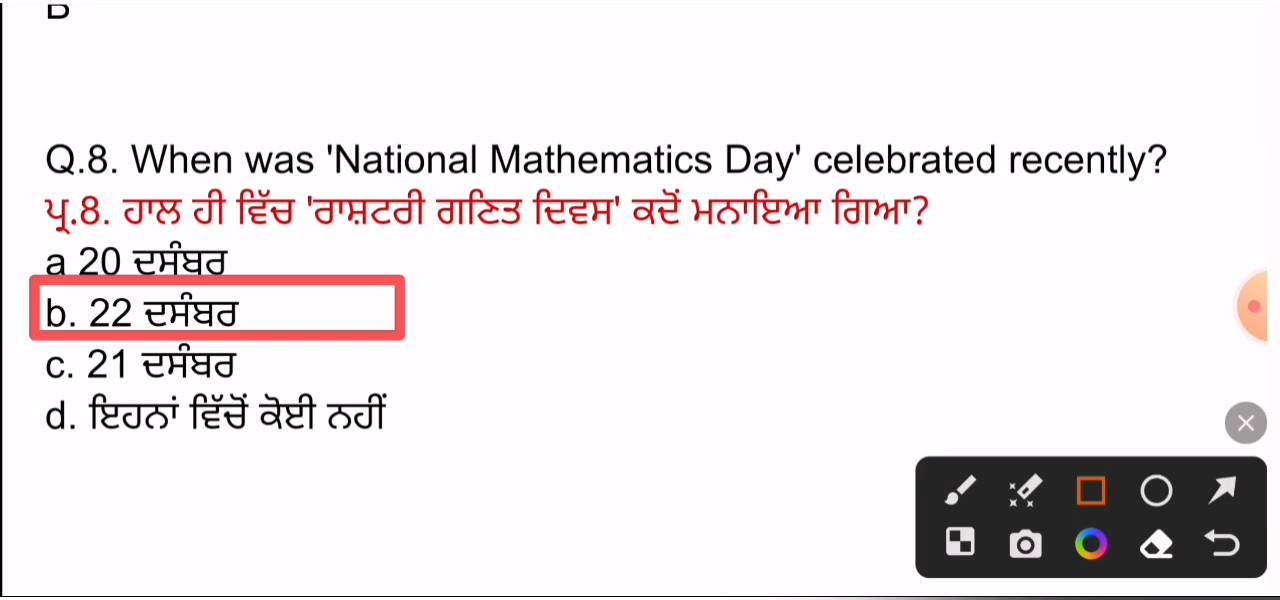 Q.8. When was 'National Mathematics Day' celebrated recently?
ਪ੍ਰ.8. ਹਾਲ ਹੀ ਵਿੱਚ 'ਰਾਸ਼ਟਰੀ ਗਣਿਤ ਦਿਵਸ' ਕਦੋਂ ਮਨਾਇਆ ਗਿਆ?
a 20 ਦਸੰਬਰ
b. 22 ਦਸੰਬਰ
c. 21 ਦਸੰਬਰ
d. ਇਹਨਾਂ ਵਿੱਚੋਂ ਕੋਈ ਨਹੀਂ